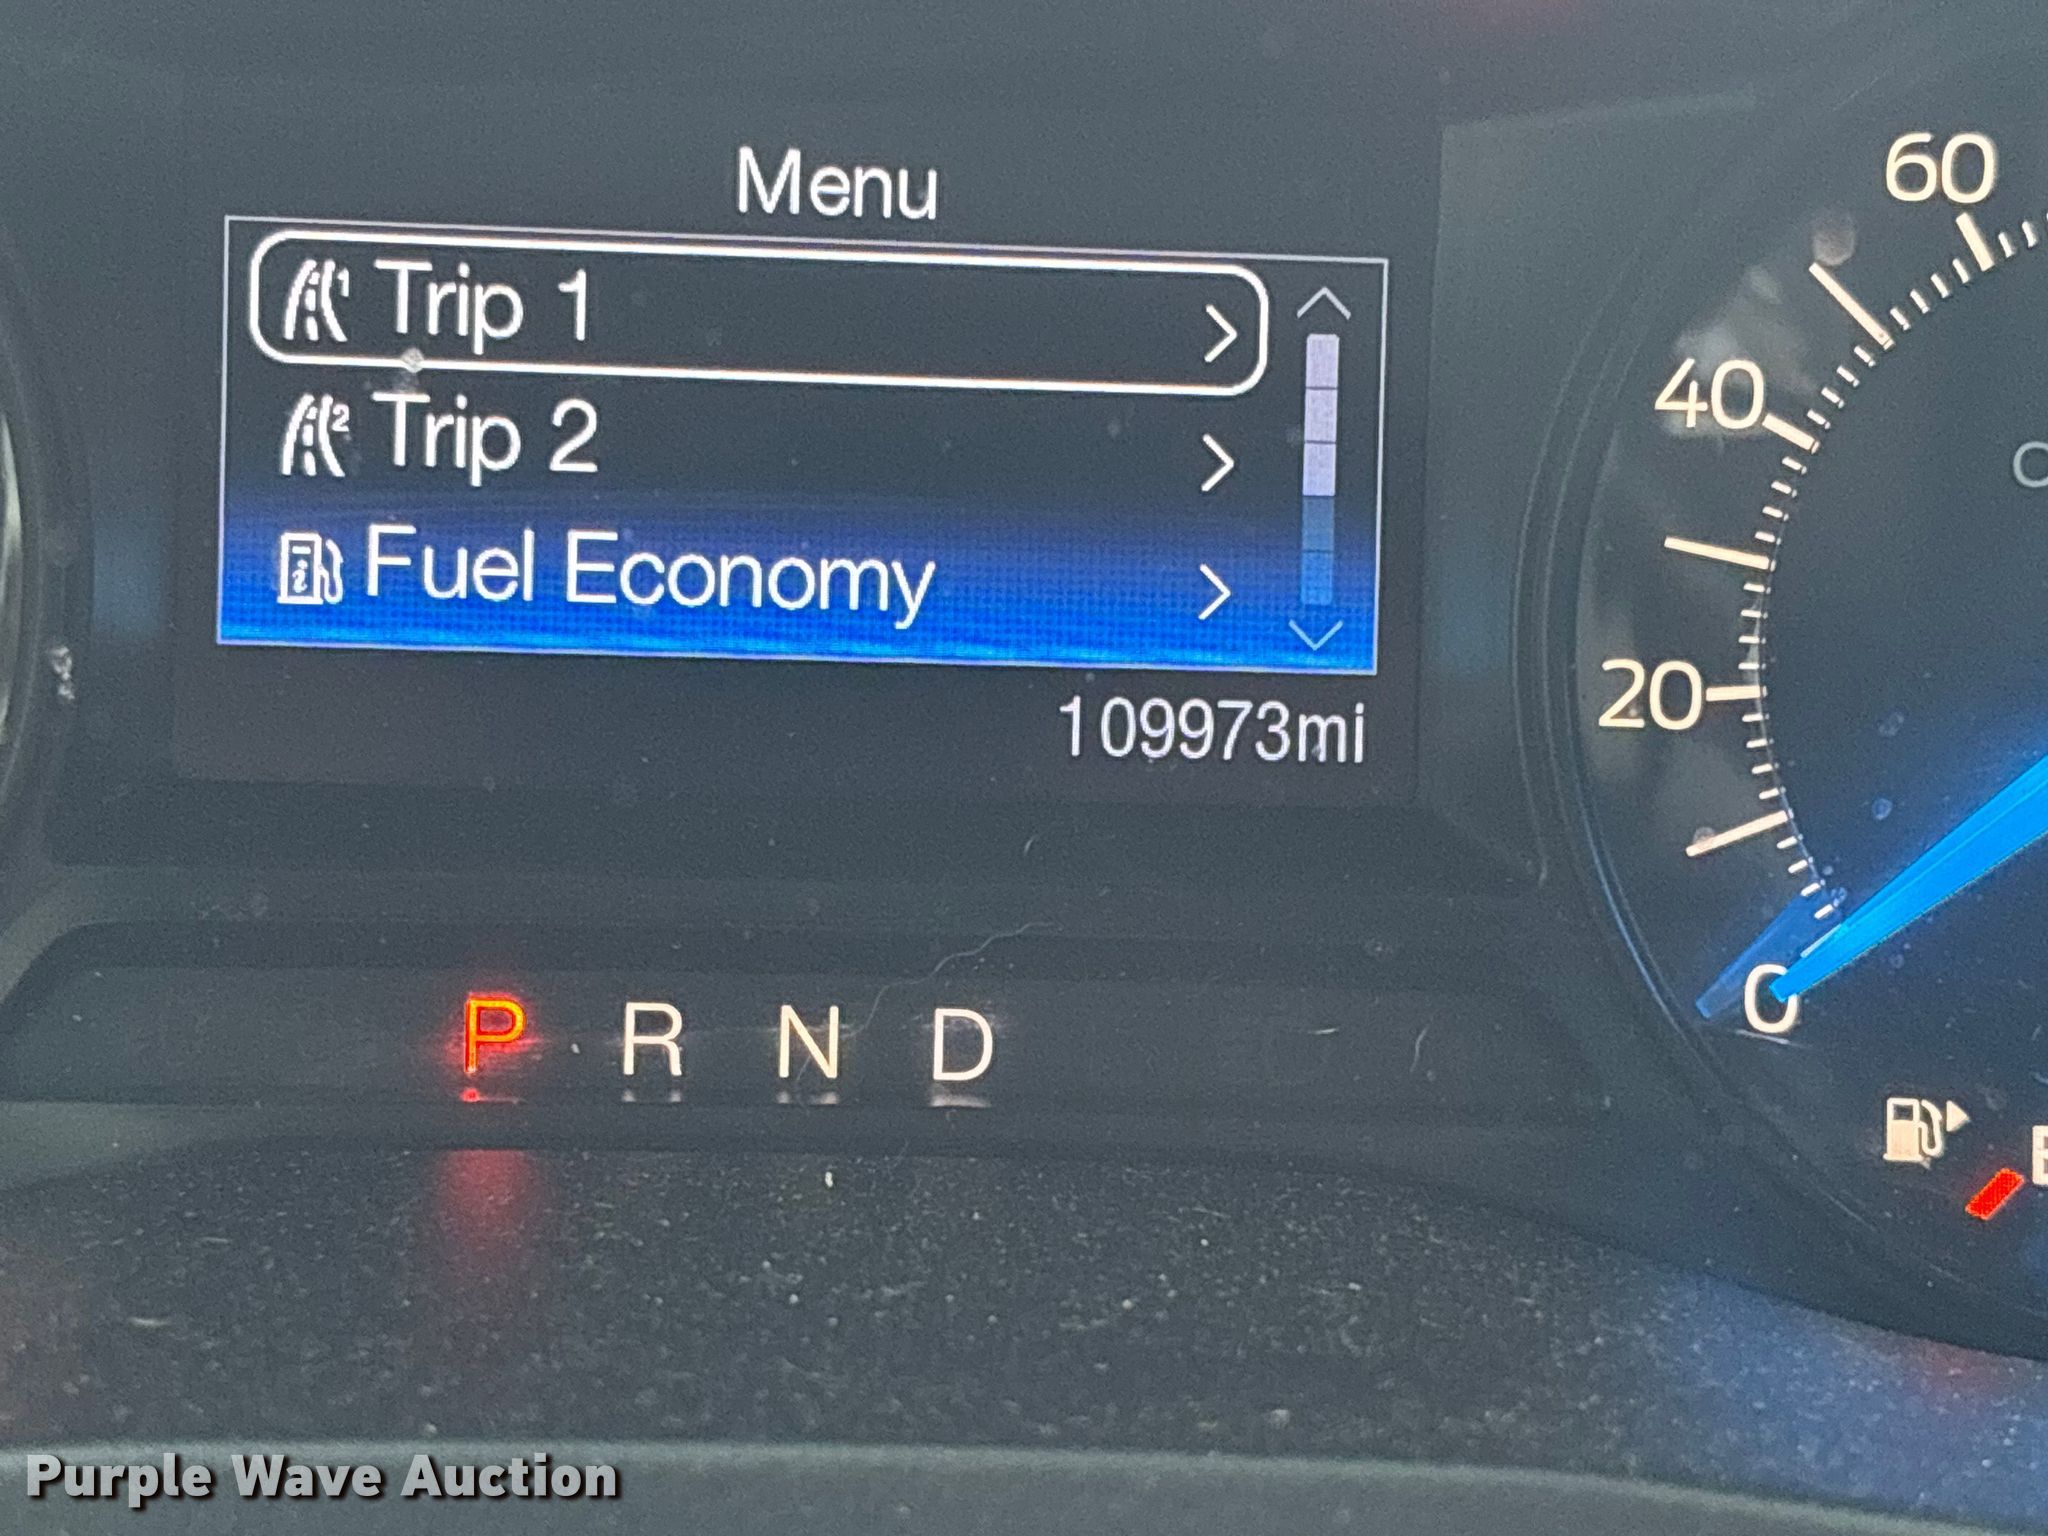 Menu
Trip 1
Trip 2
Fuel Economy
109973mi
60
40
20
0
P R N D
Purple Wave Auction